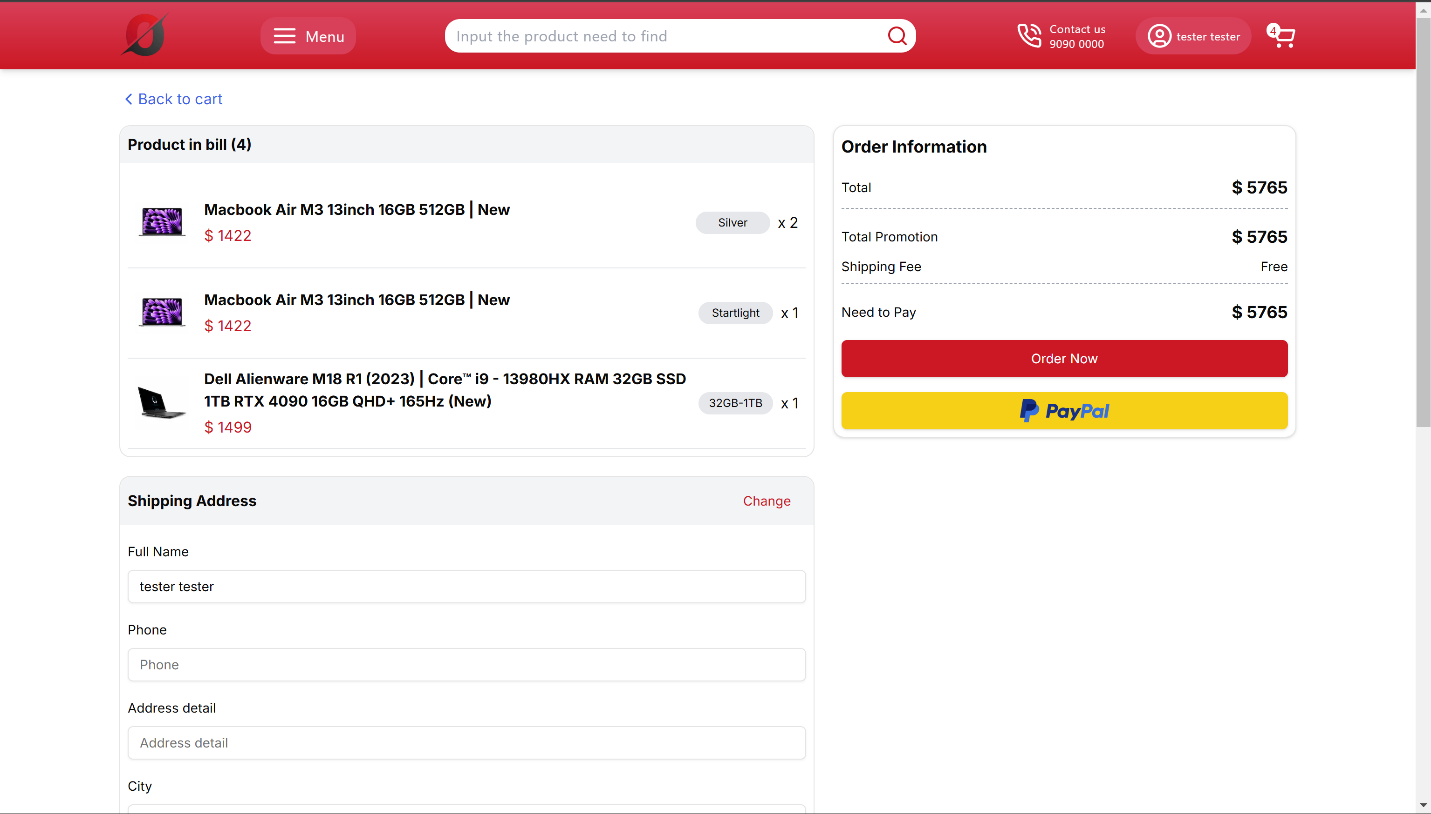 Menu
Input the product need to find
Contact us
9090 0000
tester tester
4
Back to cart
Product in bill (4)
Macbook Air M3 13inch 16GB 512GB | New
$ 1422
Silver
x 2
Macbook Air M3 13inch 16GB 512GB | New
$ 1422
Startlight
x 1
Dell Alienware M18 R1 (2023) | Core™ i9 - 13980HX RAM 32GB SSD
1TB RTX 4090 16GB QHD+ 165Hz (New)
$ 1499
32GB-1TB
x 1
Order Information
Total
$ 5765
Total Promotion
$ 5765
Shipping Fee
Free
Need to Pay
$ 5765
Order Now
PayPal
Shipping Address
Change
Full Name
tester tester
Phone
Phone
Address detail
Address detail
City